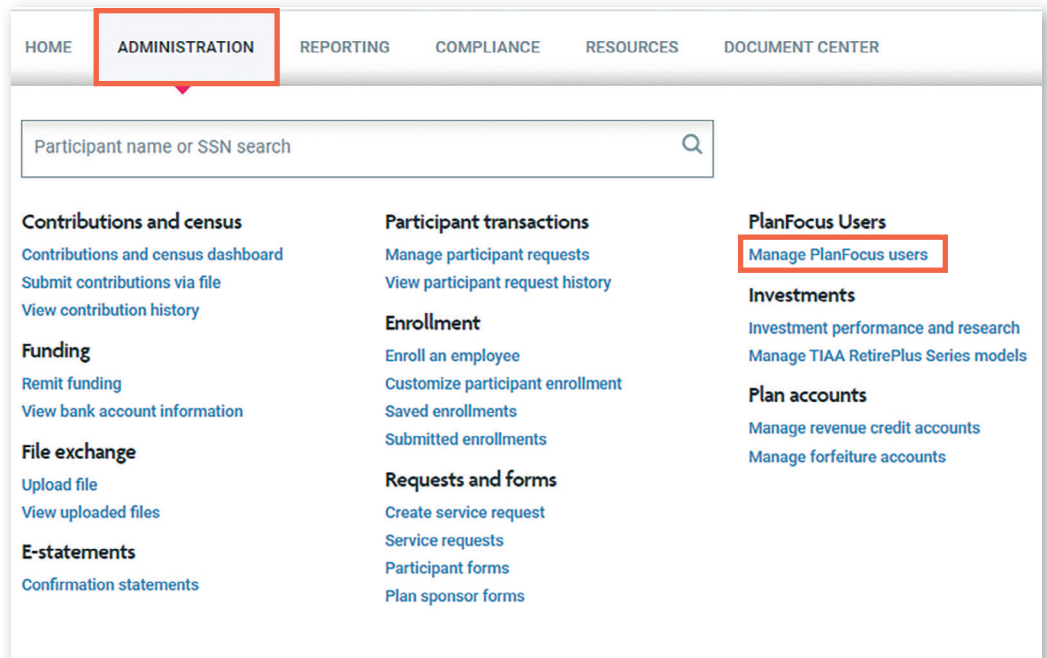 HOME ADMINISTRATION REPORTING COMPLIANCE RESOURCES DOCUMENT CENTER
Participant name or SSN search
Contributions and census
Contributions and census dashboard
Submit contributions via file
View contribution history
Funding
Remit funding
View bank account information
File exchange
Upload file
View uploaded files
E-statements
Confirmation statements
Participant transactions
Manage participant requests
View participant request history
Enrollment
Enroll an employee
Customize participant enrollment
Saved enrollments
Submitted enrollments
Requests and forms
Create service request
Service requests
Participant forms
Plan sponsor forms
PlanFocus Users
Manage PlanFocus users
Investments
Investment performance and research
Manage TIAA RetirePlus Series models
Plan accounts
Manage revenue credit accounts
Manage forfeiture accounts